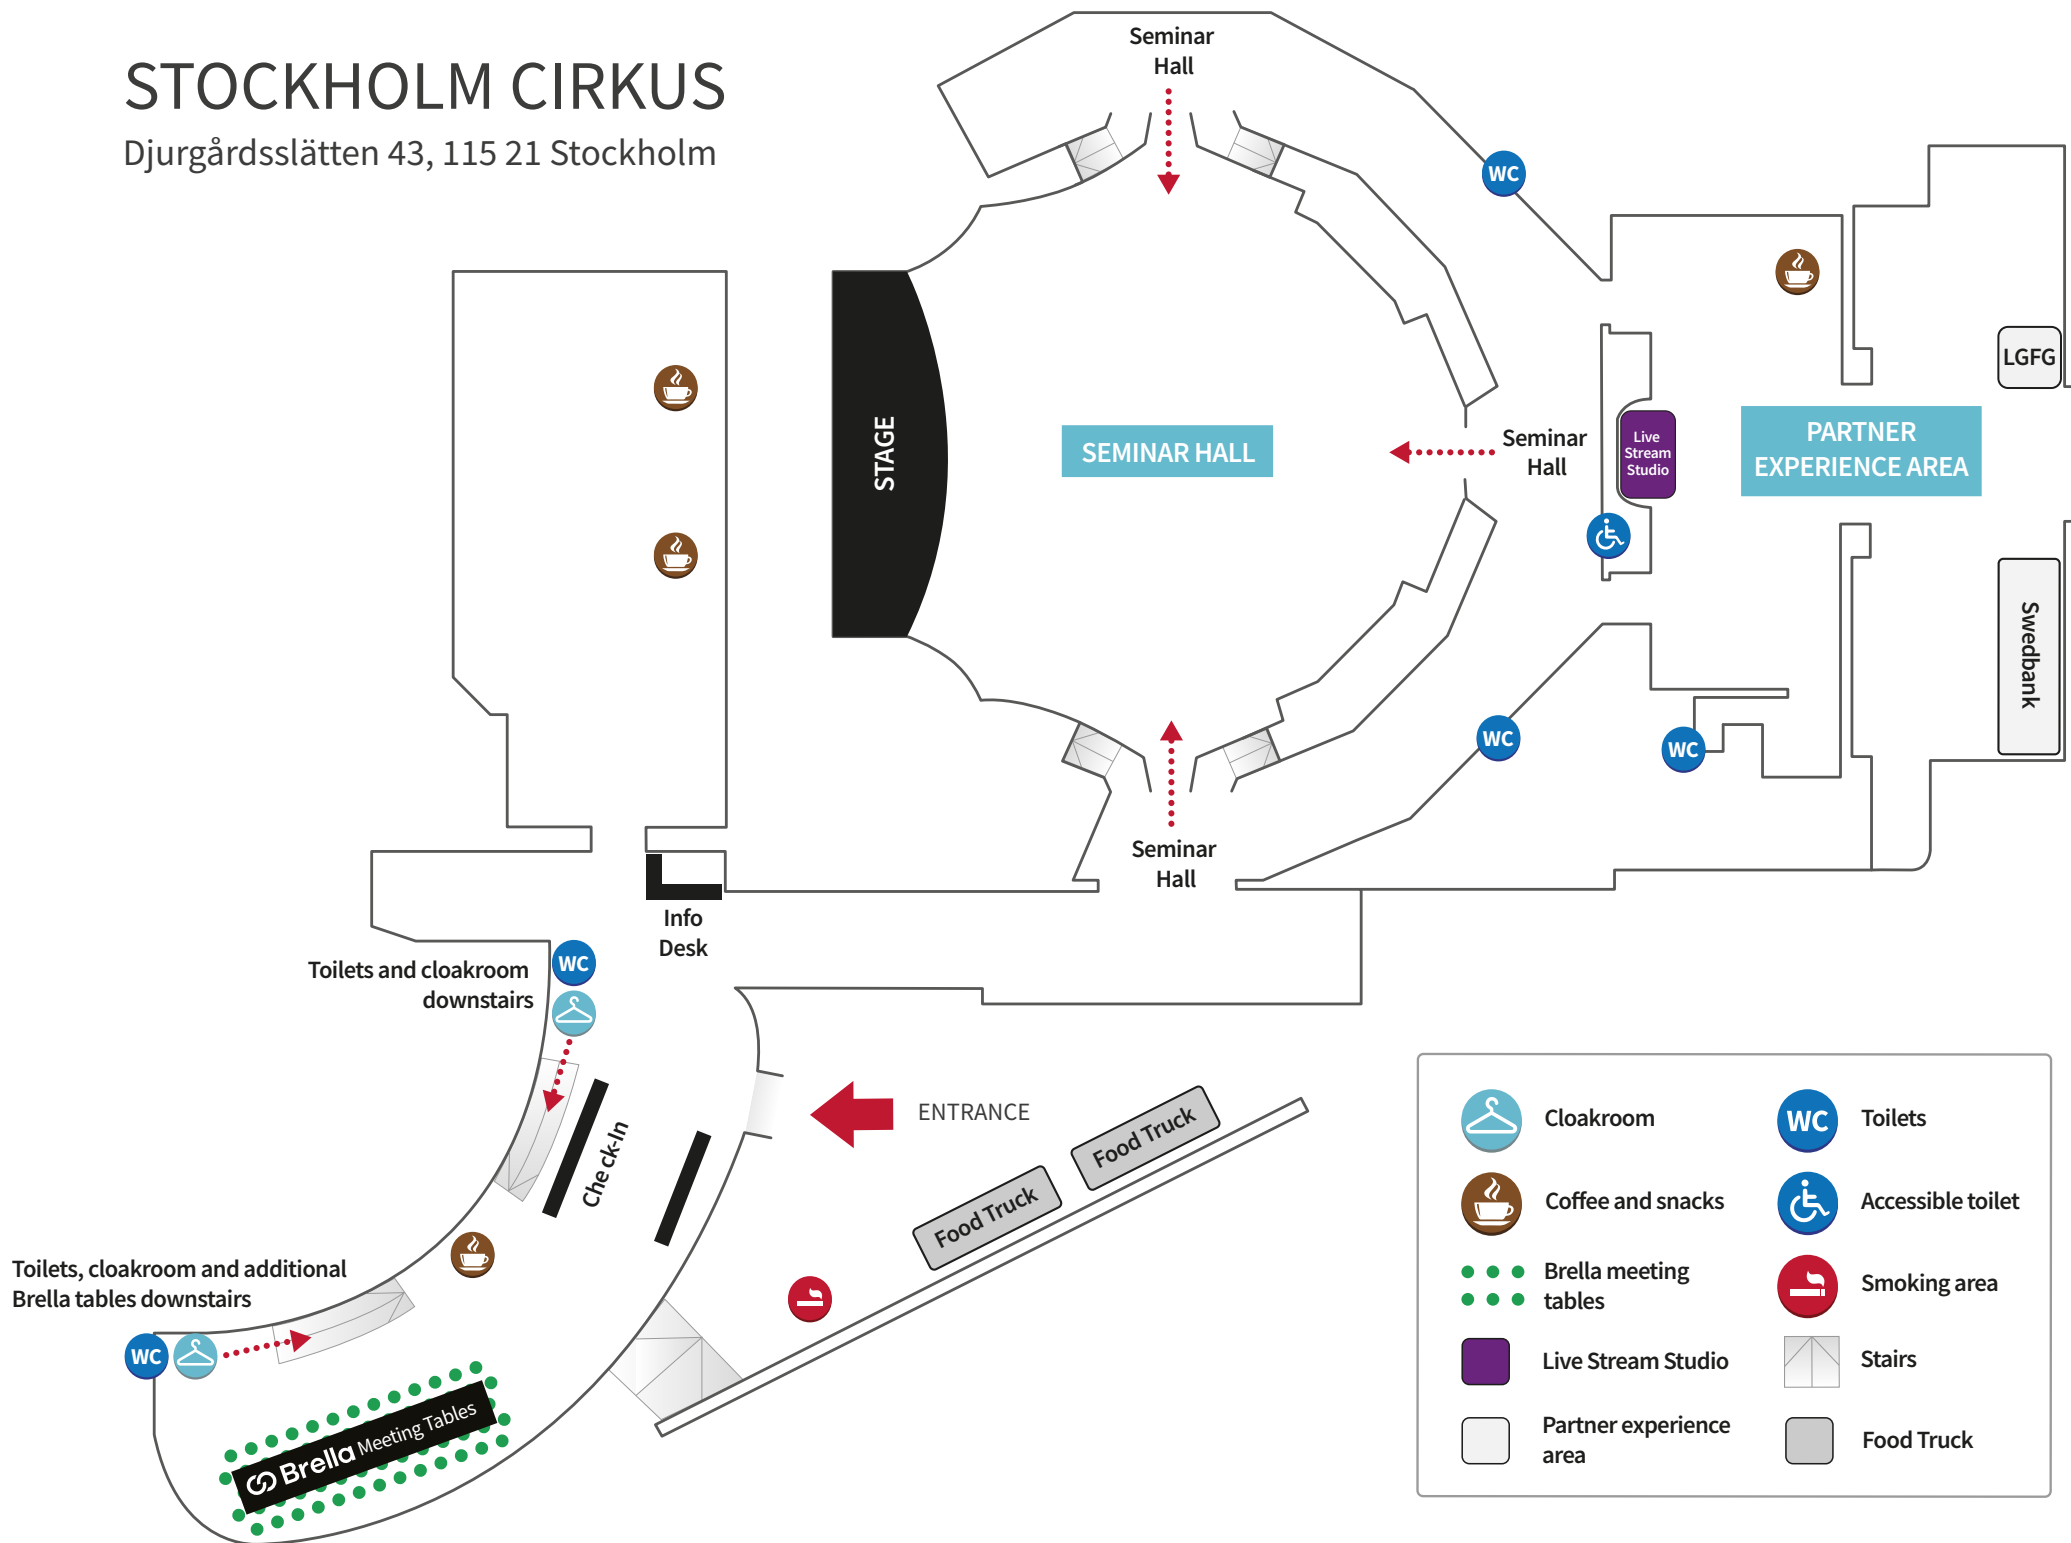 STOCKHOLM CIRKUS
Djurgårdsslätten 43, 115 21 Stockholm
Seminar
Hall
WC
LGFG
STAGE
SEMINAR HALL
Seminar
Hall
Live
Stream
Studio
PARTNER
EXPERIENCE AREA
Swedbank
WC
WC
Seminar
Hall
Info
Desk
Toilets and cloakroom
downstairs
WC
Che ck-In
ENTRANCE
Food Truck
Food Truck
Toilets, cloakroom and additional
Brella tables downstairs
WC
Brella Meeting Tables
Cloakroom
WC
Toilets
Coffee and snacks
Accessible toilet
Brella meeting
tables
Smoking area
Live Stream Studio
Stairs
Partner experience
area
Food Truck